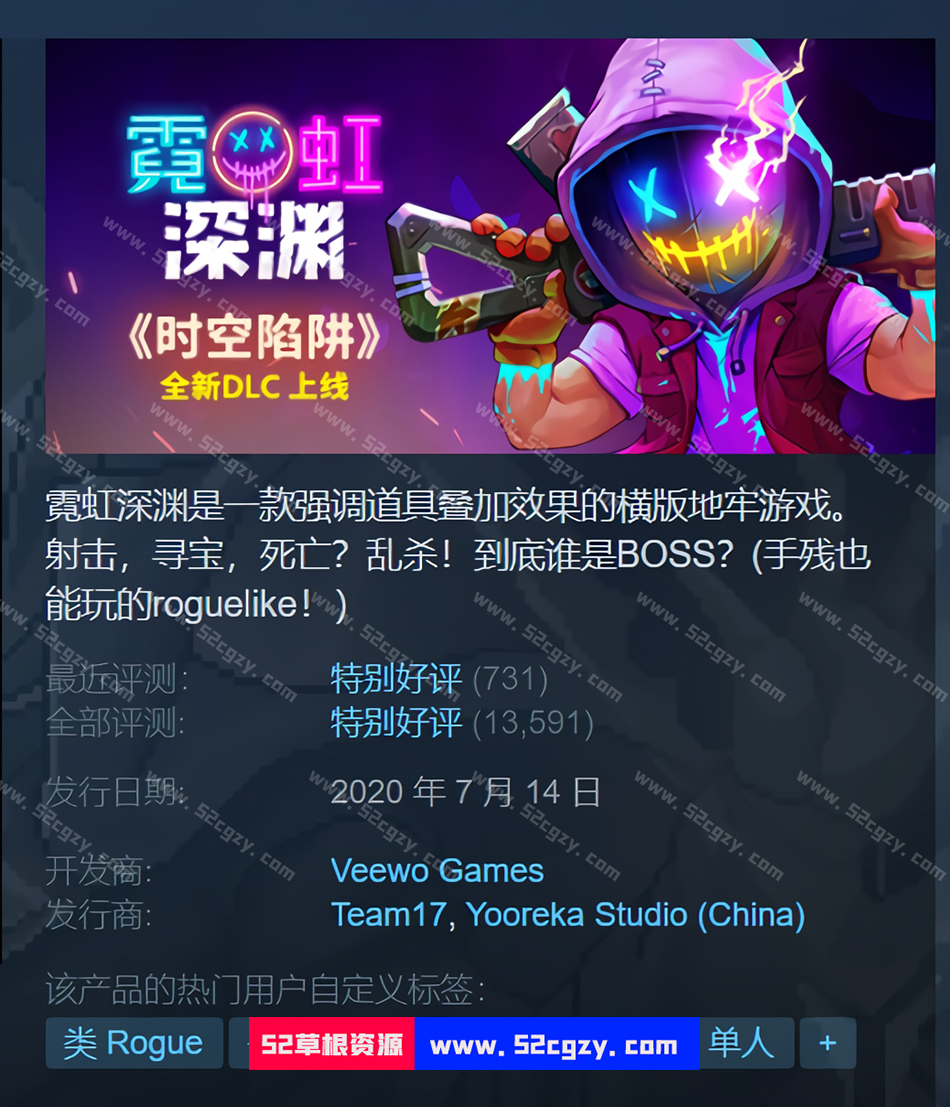 霓虹
深渊
《时空陷阱》
全新DLC 上线
霓虹深渊是一款强调道具叠加效果的横版地牢游戏。
射击，寻宝，死亡？乱杀！到底谁是BOSS？(手残也
能玩的roguelike！)
最近评测: 特别好评 (731)
全部评测: 特别好评 (13,591)
发行日期: 2020 年 7 月 14 日
开发商: Veewo Games
发行商: Team17, Yooreka Studio (China)
该产品的热门用户自定义标签:
类 Rogue 52草根资源 www.52cgzy.com 单人 +
www.52cgzy.com